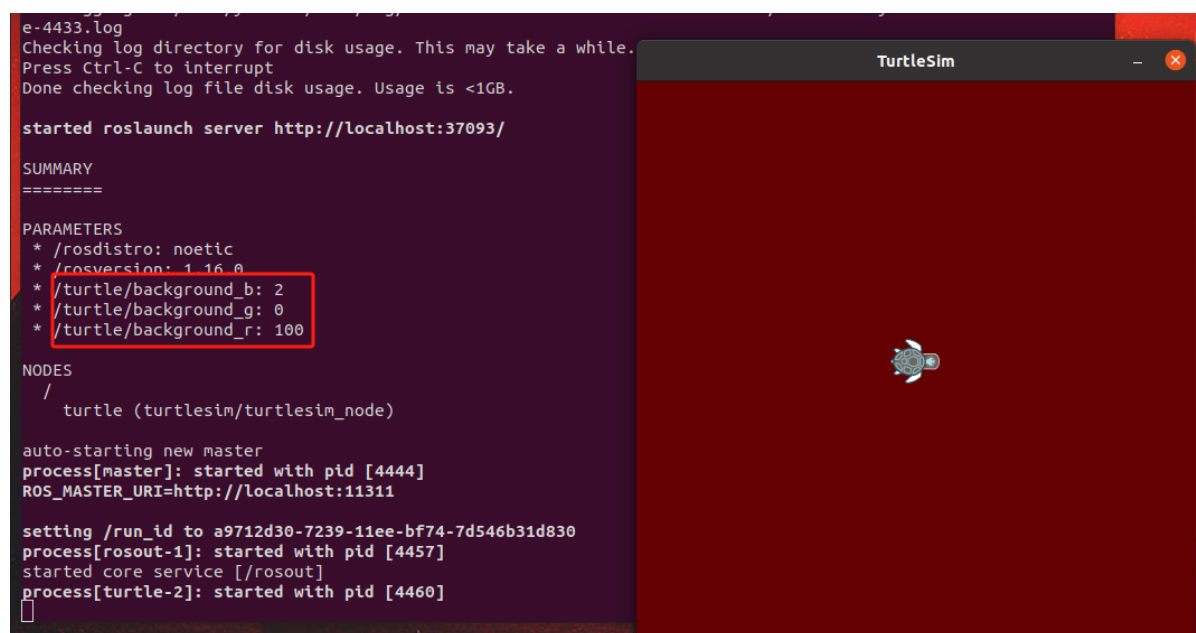 e-4433.log
Checking log directory for disk usage. This may take a while.
Press Ctrl-C to interrupt
Done checking log file disk usage. Usage is <1GB.
started roslaunch server http://localhost:37093/
SUMMARY
========
PARAMETERS
* /rosdistro: noetic
* /rosversion: 1.16.0
* /turtle/background_b: 2
* /turtle/background_g: 0
* /turtle/background_r: 100
NODES
/
turtle (turtlesim/turtlesim_node)
auto-starting new master
process[master]: started with pid [4444]
ROS_MASTER_URI=http://localhost:11311
setting /run_id to a9712d30-7239-11ee-bf74-7d546b31d830
process[rosout-1]: started with pid [4457]
started core service [/rosout]
process[turtle-2]: started with pid [4460]
TurtleSim